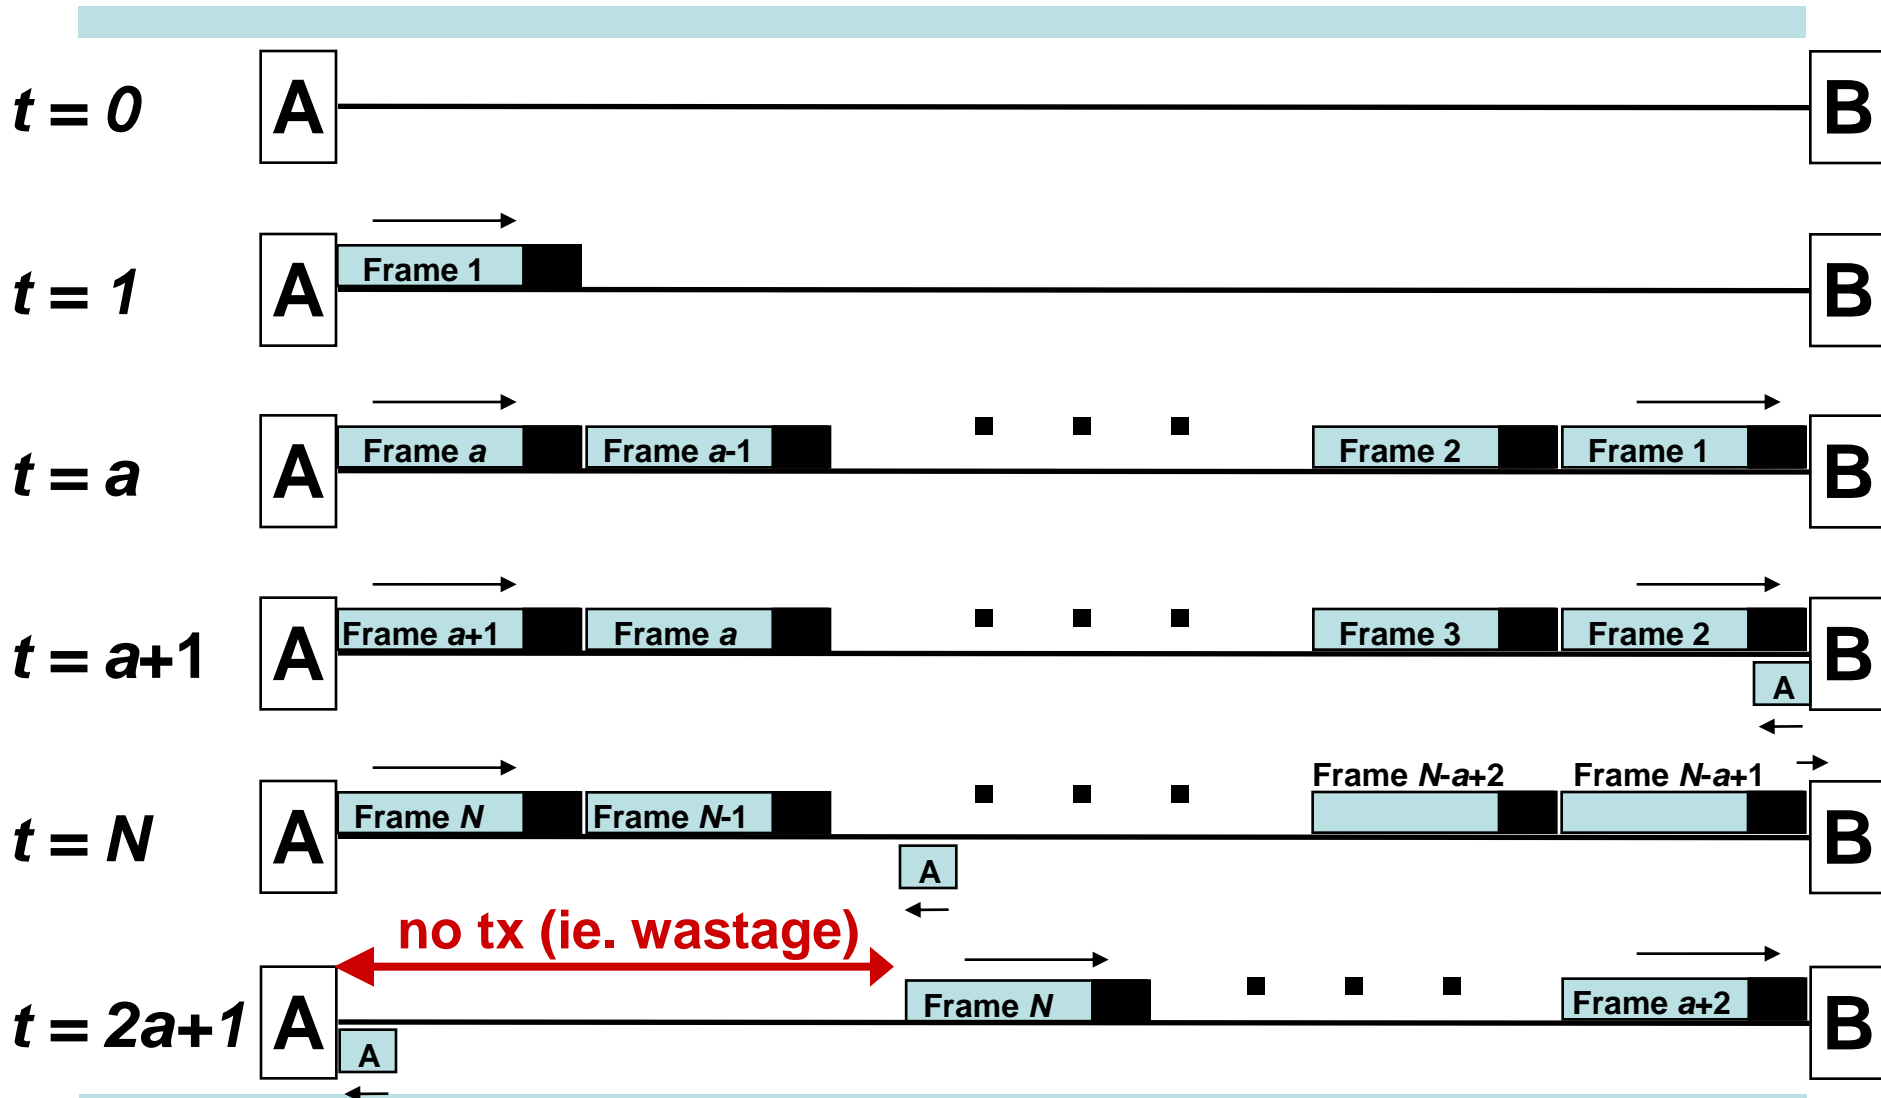 t = 0 A B
t = 1 A Frame 1 B
t = a A Frame a Frame a-1 Frame 2 Frame 1 B
t = a+1 A Frame a+1 Frame a Frame 3 Frame 2 B
A
Frame N-a+2 Frame N-a+1
t = N A Frame N Frame N-1 B
A
no tx (ie. wastage)
t = 2a+1 A Frame N Frame a+2 B
A